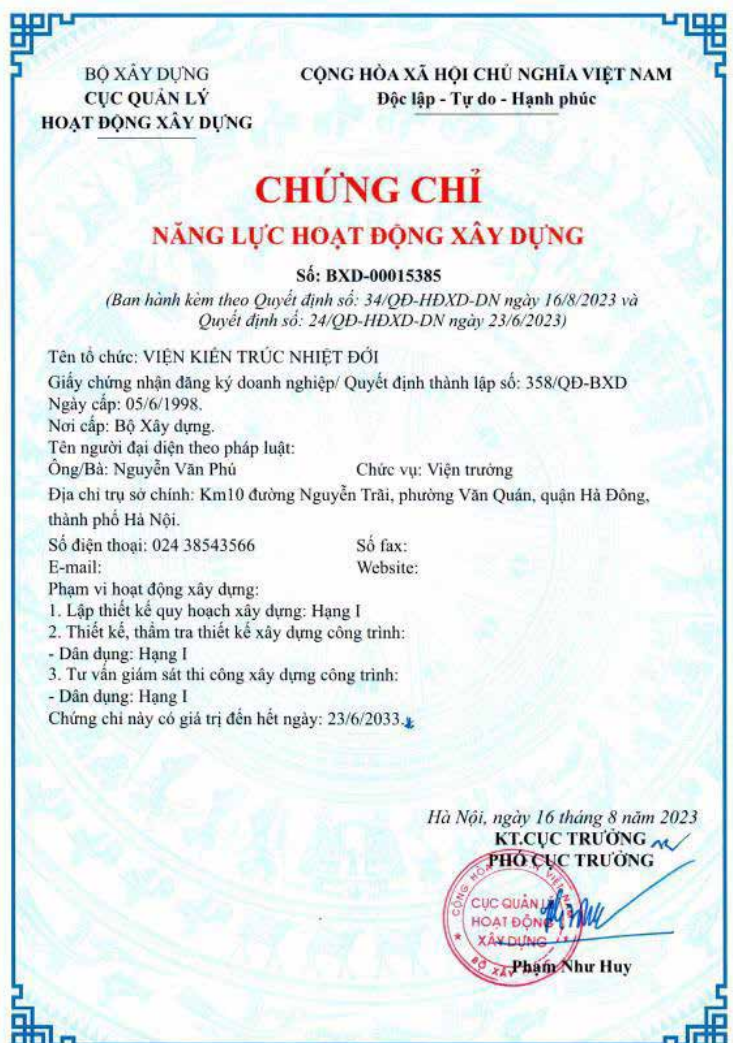 BỘ XÂY DỰNG
CỤC QUẢN LÝ
HOẠT ĐỘNG XÂY DỰNG
CỘNG HÒA XÃ HỘI CHỦ NGHĨA VIỆT NAM
Độc lập - Tự do - Hạnh phúc
CHỨNG CHỈ
NĂNG LỰC HOẠT ĐỘNG XÂY DỰNG
Số: BXD-00015385
(Ban hành kèm theo Quyết định số: 34/QĐ-HĐXD-DN ngày 16/8/2023 và
Quyết định số: 24/QĐ-HĐXD-DN ngày 23/6/2023)
Tên tổ chức: VIỆN KIẾN TRÚC NHIỆT ĐỚI
Giấy chứng nhận đăng ký doanh nghiệp/ Quyết định thành lập số: 358/QĐ-BXD
Ngày cấp: 05/6/1998.
Nơi cấp: Bộ Xây dựng.
Tên người đại diện theo pháp luật:
Ông/Bà: Nguyễn Văn Phú Chức vụ: Viện trưởng
Địa chỉ trụ sở chính: Km10 đường Nguyễn Trãi, phường Văn Quán, quận Hà Đông,
thành phố Hà Nội.
Số điện thoại: 024 38543566 Số fax:
E-mail: Website:
Phạm vi hoạt động xây dựng:
1. Lập thiết kế quy hoạch xây dựng: Hạng I
2. Thiết kế, thẩm tra thiết kế xây dựng công trình:
- Dân dụng: Hạng I
3. Tư vấn giám sát thi công xây dựng công trình:
- Dân dụng: Hạng I
Chứng chỉ này có giá trị đến hết ngày: 23/6/2033.
Hà Nội, ngày 16 tháng 8 năm 2023
KT.CỤC TRƯỞNG
PHÓ CỤC TRƯỞNG
CỤC QUẢN LÝ
HOẠT ĐỘNG
XÂY DỰNG
Phạm Như Huy